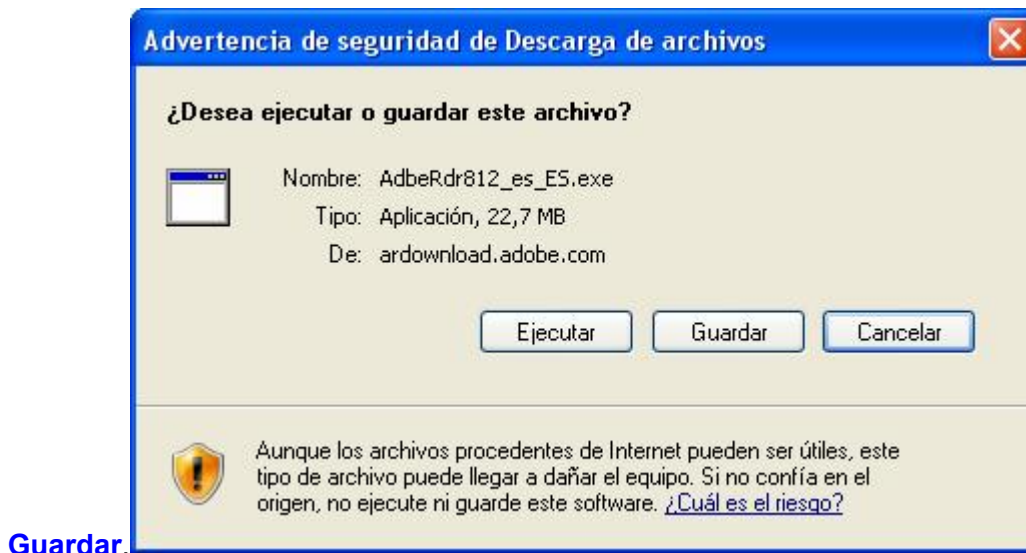 Advertencia de seguridad de Descarga de archivos
¿Desea ejecutar o guardar este archivo?
Nombre: AdbeRdr812_es_ES.exe
Tipo: Aplicación, 22,7 MB
De: ardownload.adobe.com
Ejecutar Guardar Cancelar
Aunque los archivos procedentes de Internet pueden ser útiles, este
tipo de archivo puede llegar a dañar el equipo. Si no confía en el
origen, no ejecute ni guarde este software. ¿Cuál es el riesgo?
Guardar.